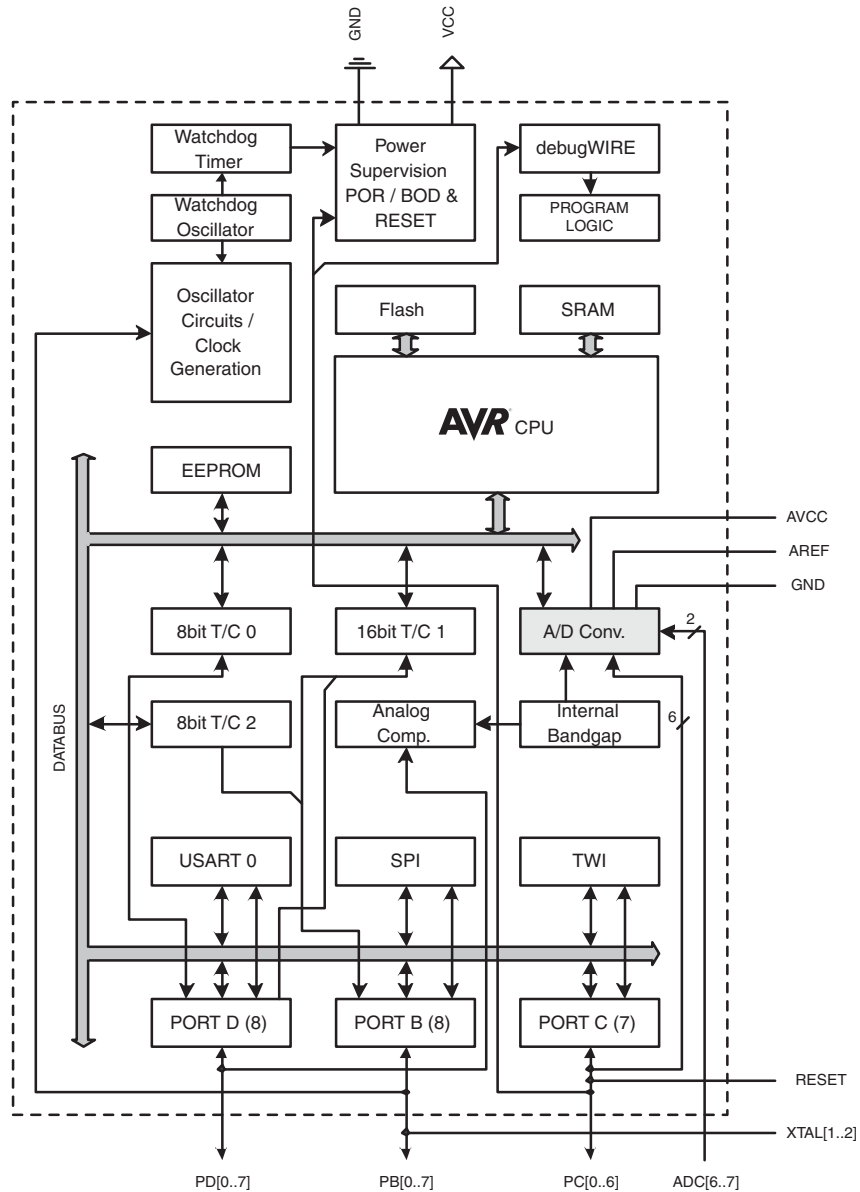 GND
VCC
Watchdog
Timer
Power
Supervision
POR / BOD &
RESET
debugWIRE
Watchdog
Oscillator
PROGRAM
LOGIC
Oscillator
Circuits /
Clock
Generation
Flash
SRAM
AVR CPU
EEPROM
AVCC
AREF
GND
8bit T/C 0
16bit T/C 1
A/D Conv.
2
8bit T/C 2
Analog
Comp.
Internal
Bandgap
6
DATABUS
USART 0
SPI
TWI
PORT D (8)
PORT B (8)
PORT C (7)
RESET
XTAL[1..2]
PD[0..7]
PB[0..7]
PC[0..6]
ADC[6..7]